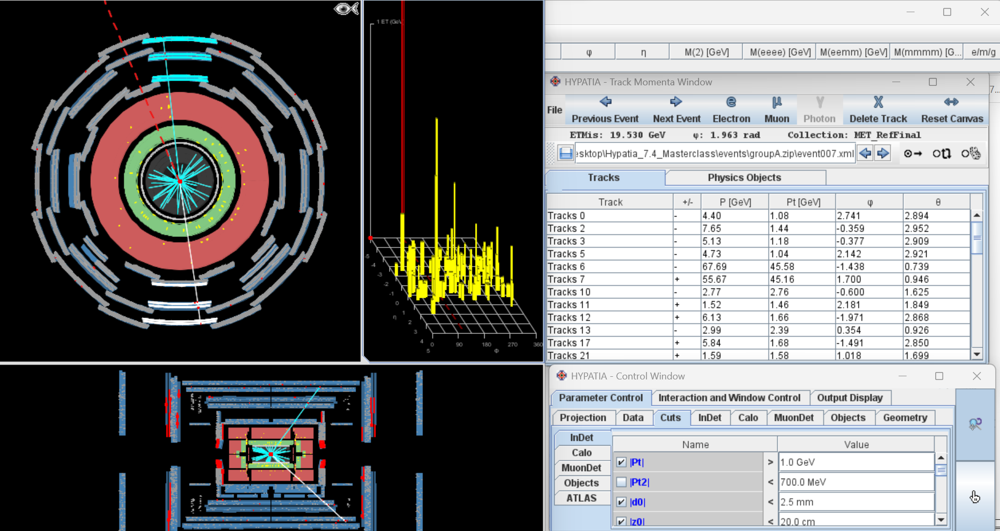 1 ET (GeV
-5
-4
-3
-2
-1
0
η
1
2
3
4
5
0 90 180 270 360
Φ
φ η M(2) [GeV] M(eeee) [GeV] M(eemm) [GeV] M(mmmm) [G... e/m/g
HYPATIA - Track Momenta Window
7...
File
Previous Event Next Event Electron Muon Photon Delete Track Reset Canvas
ETMis: 19.530 GeV φ: 1.963 rad Collection: MET_RefFinal
esktop\Hypatia_7.4_Masterclass\events\groupA.zip\event007.xml
Tracks Physics Objects
Track +/- P [GeV] Pt [GeV] φ θ
Tracks 0 - 4.40 1.08 2.741 2.894
Tracks 2 - 7.65 1.44 -0.359 2.952
Tracks 3 - 5.13 1.18 -0.377 2.909
Tracks 5 - 4.73 1.04 2.142 2.921
Tracks 6 - 67.69 45.58 -1.438 0.739
Tracks 7 + 55.67 45.16 1.700 0.946
Tracks 10 - 2.77 2.76 -0.600 1.625
Tracks 11 + 1.52 1.46 2.181 1.849
Tracks 12 + 6.13 1.66 -1.971 2.868
Tracks 13 - 2.99 2.39 0.354 0.926
Tracks 17 + 5.84 1.68 -1.491 2.850
Tracks 21 + 1.59 1.58 1.018 1.699
HYPATIA - Control Window
Parameter Control Interaction and Window Control Output Display
Projection Data Cuts InDet Calo MuonDet Objects Geometry
InDet
Calo
MuonDet
Objects
ATLAS
Name Value
|Pt| > 1.0 GeV
|Pt2| < 700.0 MeV
|d0| < 2.5 mm
|z0| < 20.0 cm